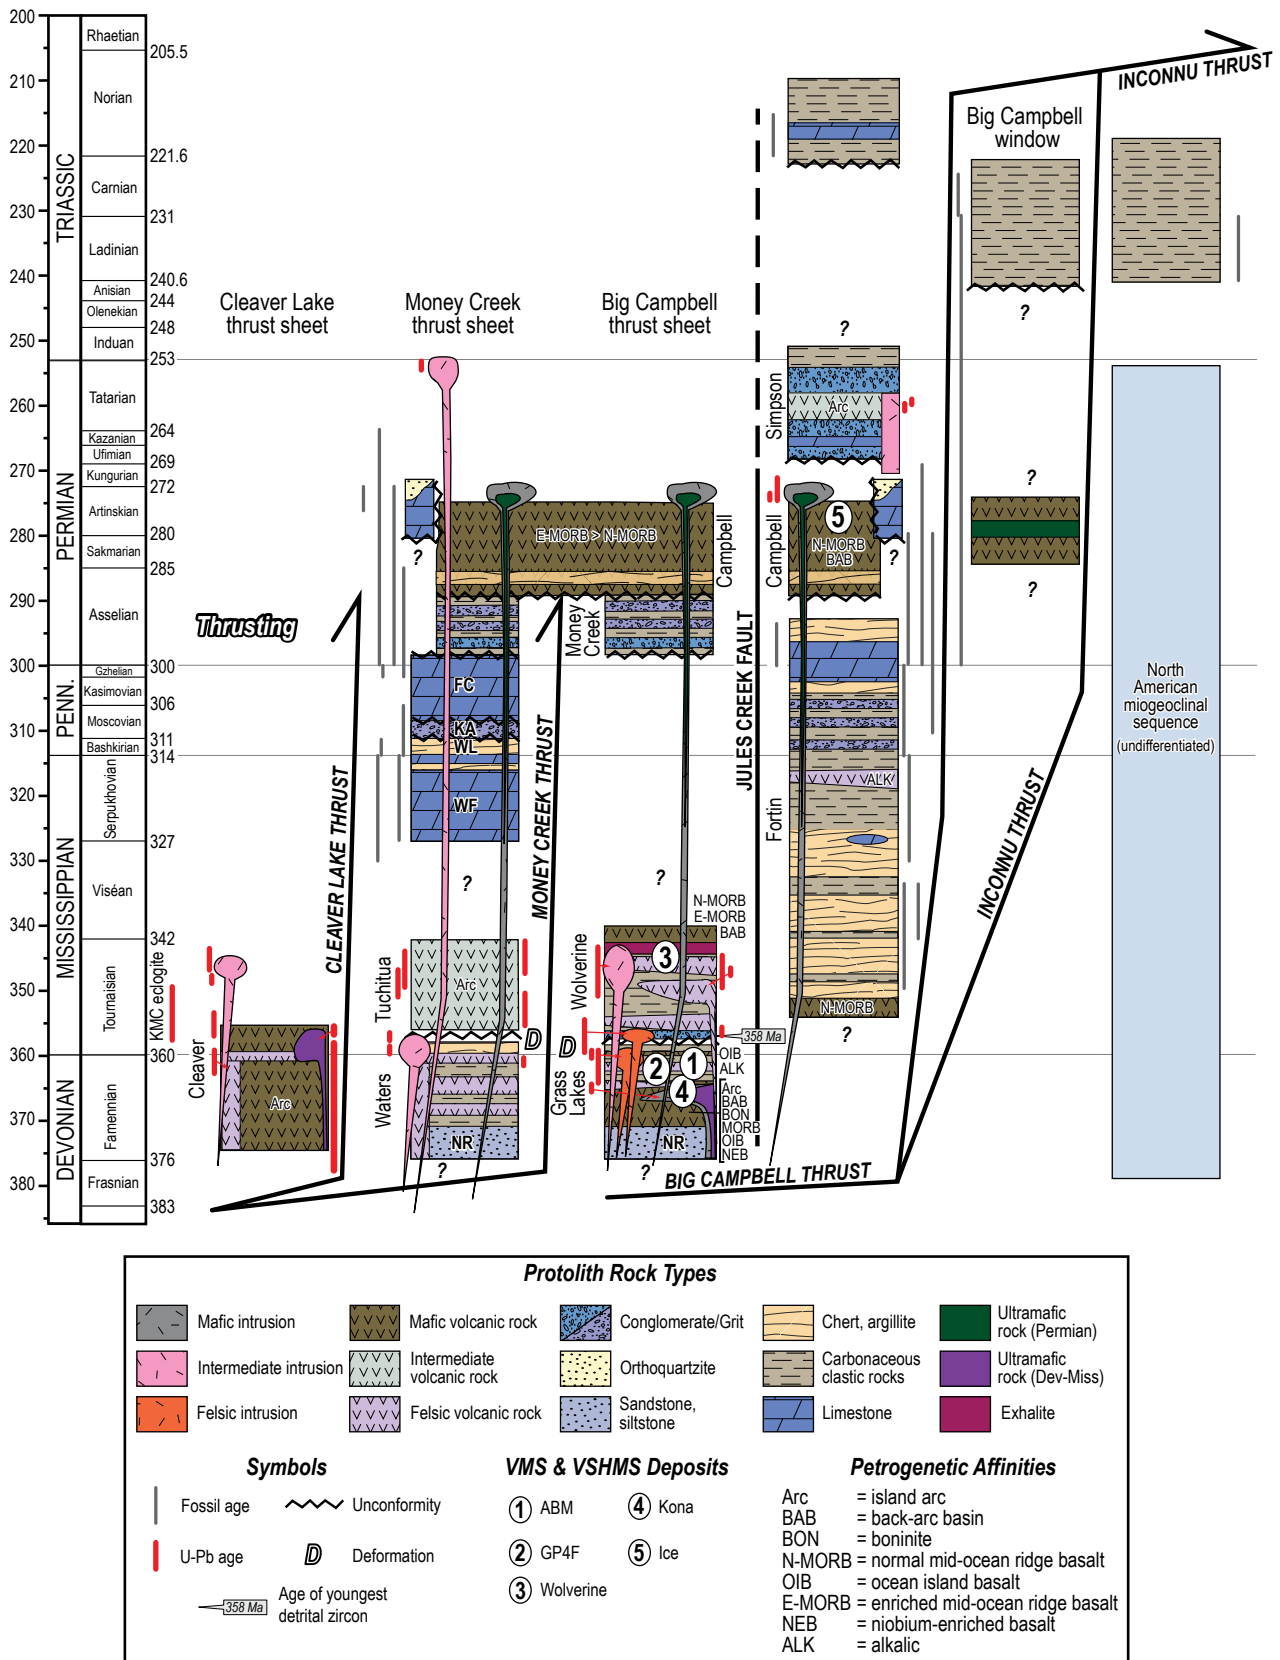 200
210
220
230
240
250
260
270
280
290
300
310
320
330
340
350
360
370
380
TRIASSIC
PERMIAN
PENN.
MISSISSIPPIAN
DEVONIAN
Rhaetian
205.5
Norian
221.6
Carnian
231
Ladinian
240.6
Anisian
244
Olenekian
248
Induan
253
Tatarian
264
Kazanian
Ufimian
269
Kungurian
272
Artinskian
280
Sakmarian
285
Asselian
300
Gzhelian
Kasimovian
306
Moscovian
311
Bashkirian
314
Serpukhovian
327
Viséan
342
Tournaisian
360
Famennian
376
Frasnian
383
KMC eclogite
Cleaver Lake
thrust sheet
Cleaver
Arc
Thrusting
CLEAVER LAKE THRUST
Money Creek
thrust sheet
?
FC
KA
WL
WF
?
Tuchitua
Arc
D
Waters
NR
?
MONEY CREEK THRUST
Big Campbell
thrust sheet
E-MORB > N-MORB
Campbell
Money
Creek
?
N-MORB
E-MORB
BAB
Wolverine
3
358 Ma
D
Grass
Lakes
2
1
4
OIB
ALK
Arc
BAB
BON
MORB
OIB
NEB
NR
?
BIG CAMPBELL THRUST
JULES CREEK FAULT
?
Simpson
Arc
Campbell
5
N-MORB
BAB
?
Fortin
ALK
N-MORB
?
INCONNU THRUST
INCONNU THRUST
Big Campbell
window
?
?
?
North
American
miogeoclinal
sequence
(undifferentiated)
Protolith Rock Types
Mafic intrusion
Mafic volcanic rock
Conglomerate/Grit
Chert, argillite
Ultramafic
rock (Permian)
Intermediate intrusion
Intermediate
volcanic rock
Orthoquartzite
Carbonaceous
clastic rocks
Ultramafic
rock (Dev-Miss)
Felsic intrusion
Felsic volcanic rock
Sandstone,
siltstone
Limestone
Exhalite
Symbols
Fossil age
Unconformity
U-Pb age
D Deformation
358 Ma
Age of youngest
detrital zircon
VMS & VSHMS Deposits
1 ABM
4 Kona
2 GP4F
5 Ice
3 Wolverine
Petrogenetic Affinities
Arc = island arc
BAB = back-arc basin
BON = boninite
N-MORB = normal mid-ocean ridge basalt
OIB = ocean island basalt
E-MORB = enriched mid-ocean ridge basalt
NEB = niobium-enriched basalt
ALK = alkalic